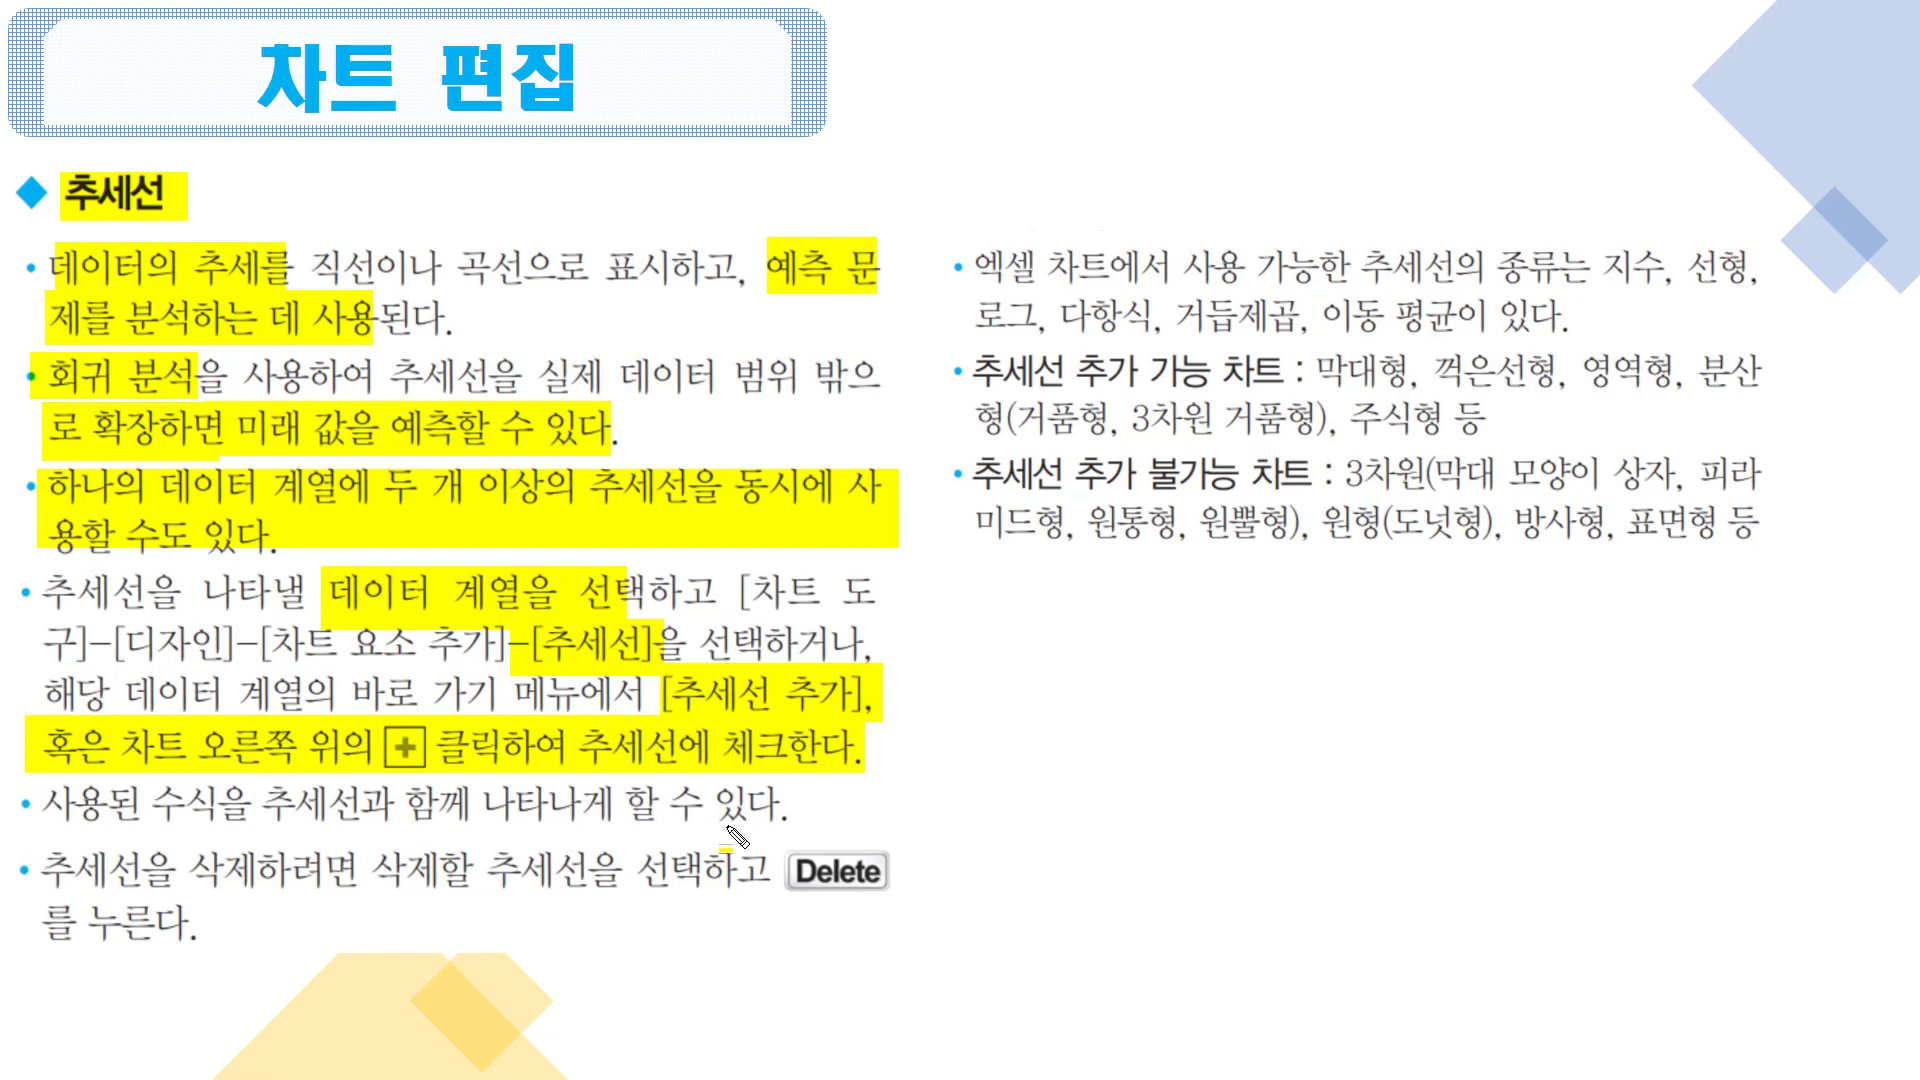 차트 편집
추세선
• 데이터의 추세를 직선이나 곡선으로 표시하고, 예측 문
제를 분석하는 데 사용된다.
• 회귀 분석을 사용하여 추세선을 실제 데이터 범위 밖으
로 확장하면 미래 값을 예측할 수 있다.
• 하나의 데이터 계열에 두 개 이상의 추세선을 동시에 사
용할 수도 있다.
• 추세선을 나타낼 데이터 계열을 선택하고 [차트 도
구]-[디자인]-[차트 요소 추가]-[추세선]을 선택하거나,
해당 데이터 계열의 바로 가기 메뉴에서 [추세선 추가],
혹은 차트 오른쪽 위의 + 클릭하여 추세선에 체크한다.
• 사용된 수식을 추세선과 함께 나타나게 할 수 있다.
• 추세선을 삭제하려면 삭제할 추세선을 선택하고 Delete
를 누른다.
• 엑셀 차트에서 사용 가능한 추세선의 종류는 지수, 선형,
로그, 다항식, 거듭제곱, 이동 평균이 있다.
• 추세선 추가 가능 차트 : 막대형, 꺽은선형, 영역형, 분산
형(거품형, 3차원 거품형), 주식형 등
• 추세선 추가 불가능 차트 : 3차원(막대 모양이 상자, 피라
미드형, 원통형, 원뿔형), 원형(도넛형), 방사형, 표면형 등